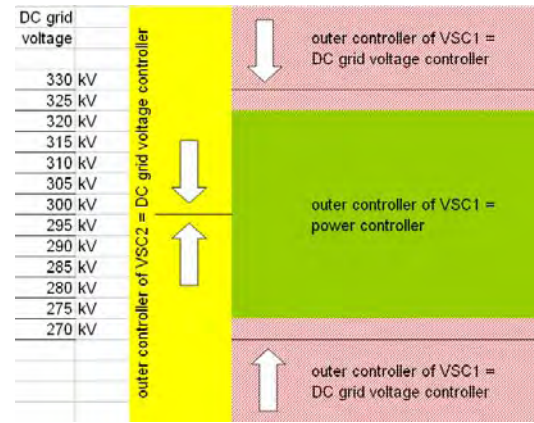 DC grid
voltage
330 kV
325 kV
320 kV
315 kV
310 kV
305 kV
300 kV
295 kV
290 kV
285 kV
280 kV
275 kV
270 kV
outer controller of VSC2 = DC grid voltage controller
outer controller of VSC1 =
DC grid voltage controller
outer controller of VSC1 =
power controller
outer controller of VSC1 =
DC grid voltage controller